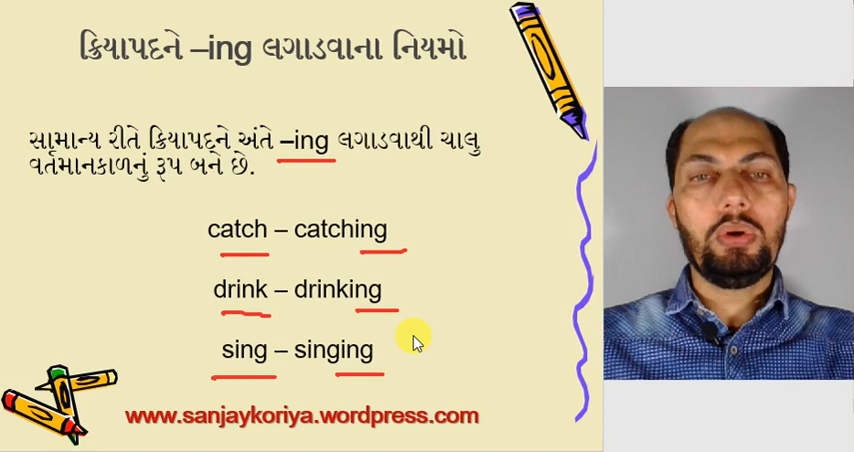 ક્રિયાપદને –ing લગાડવાના નિયમો
સામાન્ય રીતે ક્રિયાપદને અંતે –ing લગાડવાથી ચાલુ
વર્તમાનકાળનું રૂપ બને છે.
catch – catching
drink – drinking
sing – singing
www.sanjaykoriya.wordpress.com